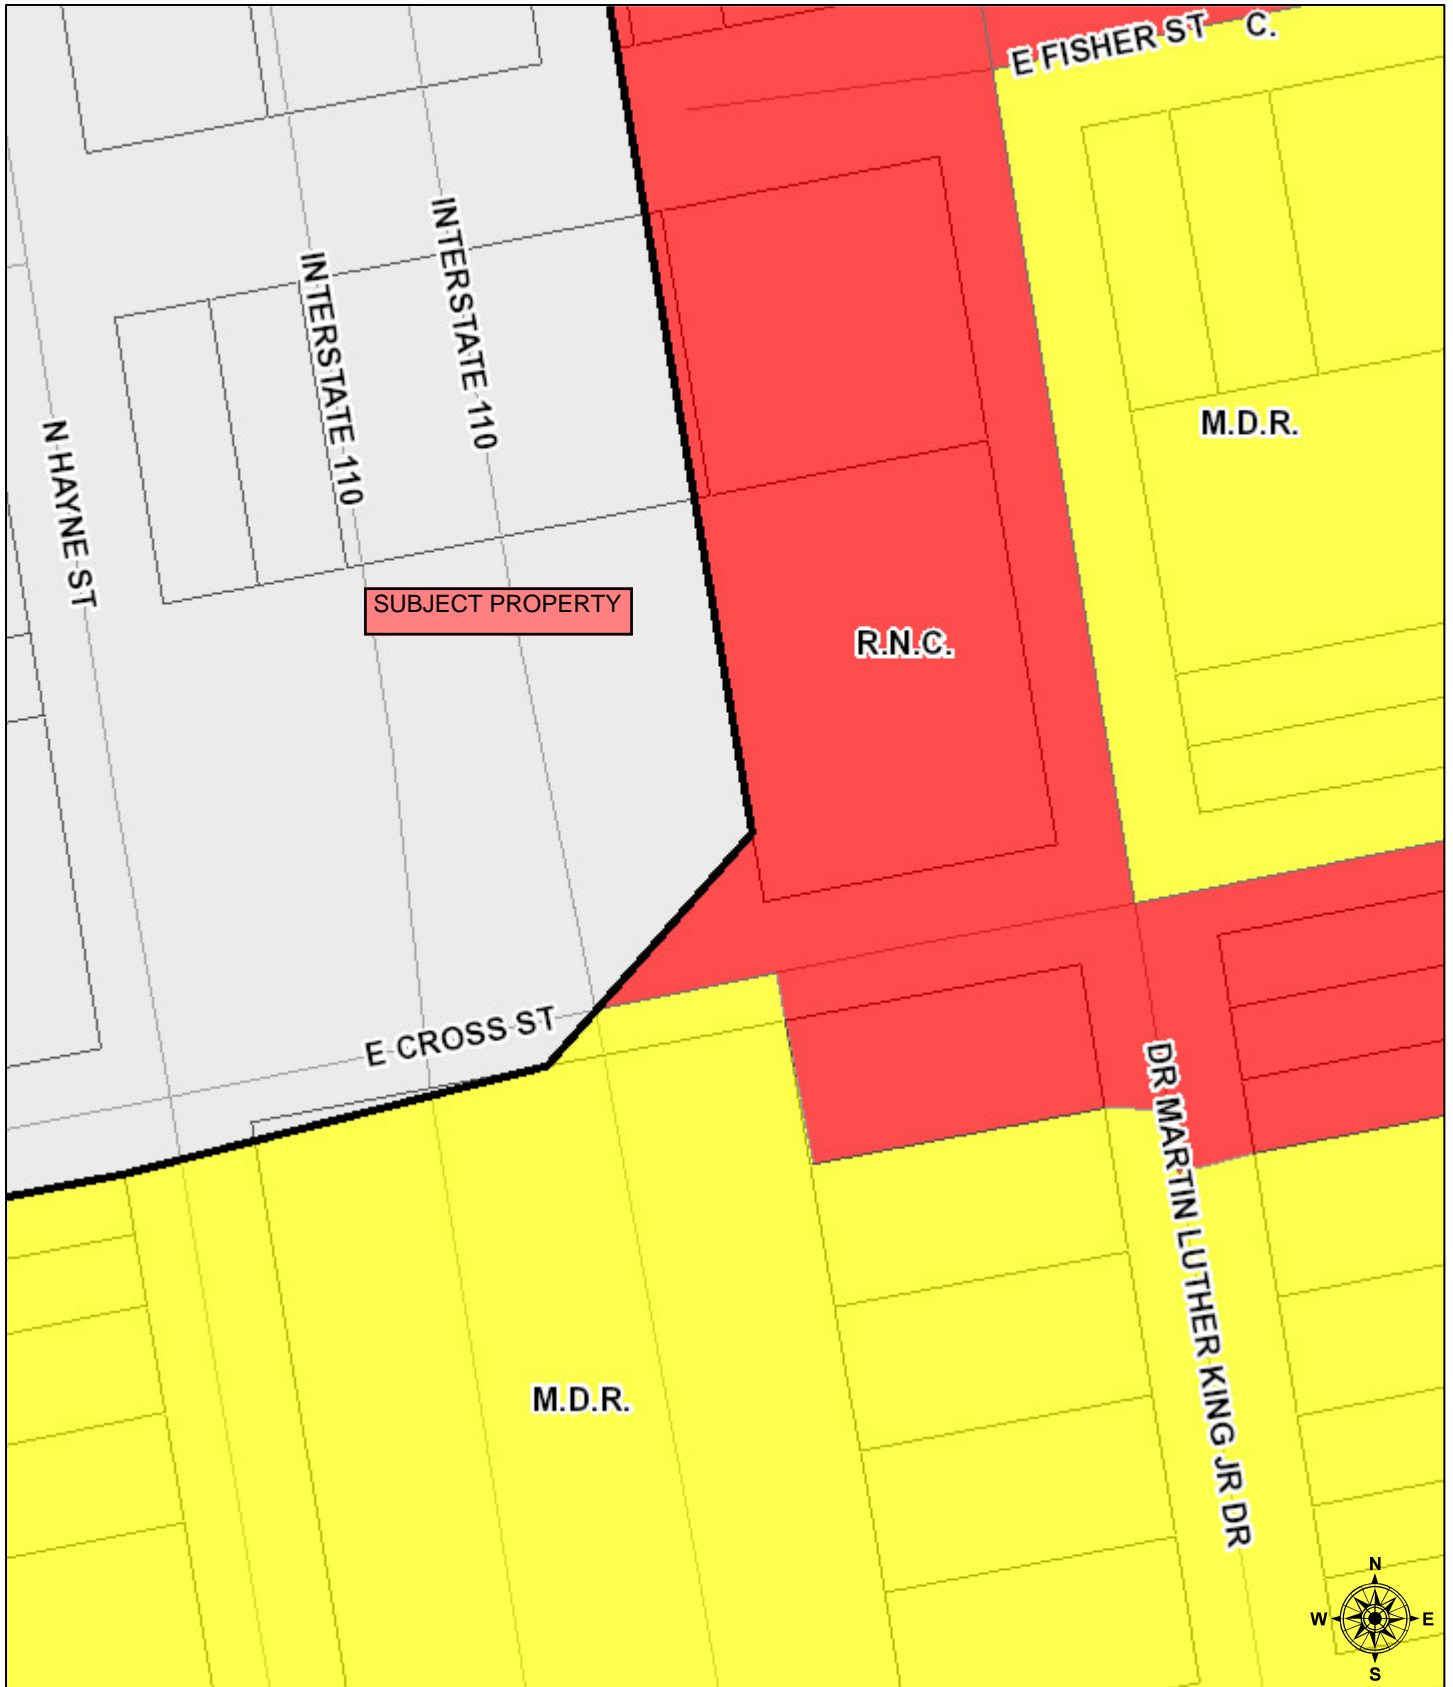 E FISHER ST
C.
INTERSTATE 110
INTERSTATE 110
N HAYNE ST
M.D.R.
SUBJECT PROPERTY
R.N.C.
E CROSS ST
DR MARTIN LUTHER KING JR DR
M.D.R.
N
W
E
S